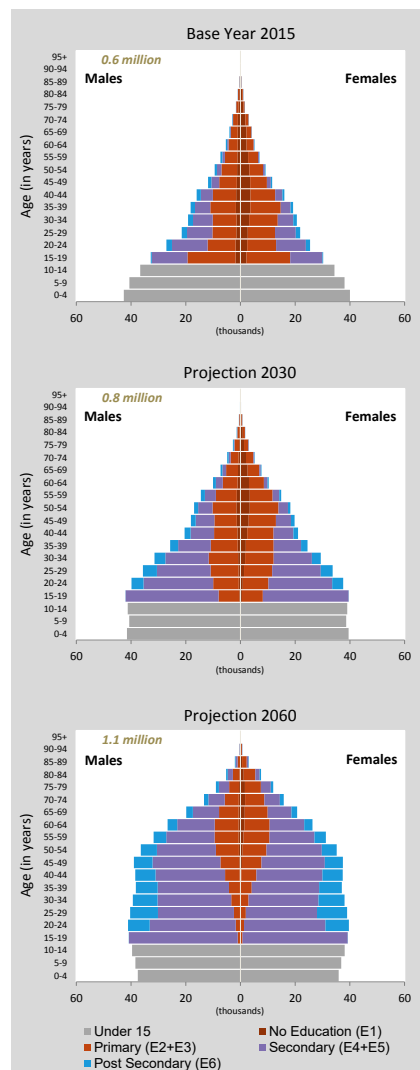 Base Year 2015
0.6 million
Males Females
Age (in years)
95+
90-94
85-89
80-84
75-79
70-74
65-69
60-64
55-59
50-54
45-49
40-44
35-39
30-34
25-29
20-24
15-19
10-14
5-9
0-4
60 40 20 0 20 40 60
(thousands)
Projection 2030
0.8 million
Males Females
Age (in years)
95+
90-94
85-89
80-84
75-79
70-74
65-69
60-64
55-59
50-54
45-49
40-44
35-39
30-34
25-29
20-24
15-19
10-14
5-9
0-4
60 40 20 0 20 40 60
(thousands)
Projection 2060
1.1 million
Males Females
Age (in years)
95+
90-94
85-89
80-84
75-79
70-74
65-69
60-64
55-59
50-54
45-49
40-44
35-39
30-34
25-29
20-24
15-19
10-14
5-9
0-4
60 40 20 0 20 40 60
(thousands)
Under 15 No Education (E1)
Primary (E2+E3) Secondary (E4+E5)
Post Secondary (E6)